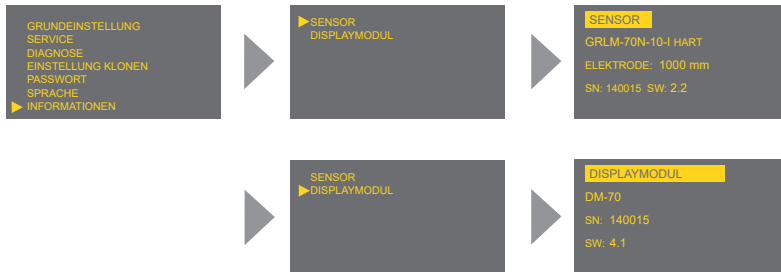 GRUNDEINSTELLUNG
SERVICE
DIAGNOSE
EINSTELLUNG KLONEN
PASSWORT
SPRACHE
INFORMATIONEN
SENSOR
DISPLAYMODUL
SENSOR
GRLM-70N-10-I HART
ELEKTRODE: 1000 mm
SN: 140015 SW: 2.2
SENSOR
DISPLAYMODUL
DISPLAYMODUL
DM-70
SN: 140015
SW: 4.1